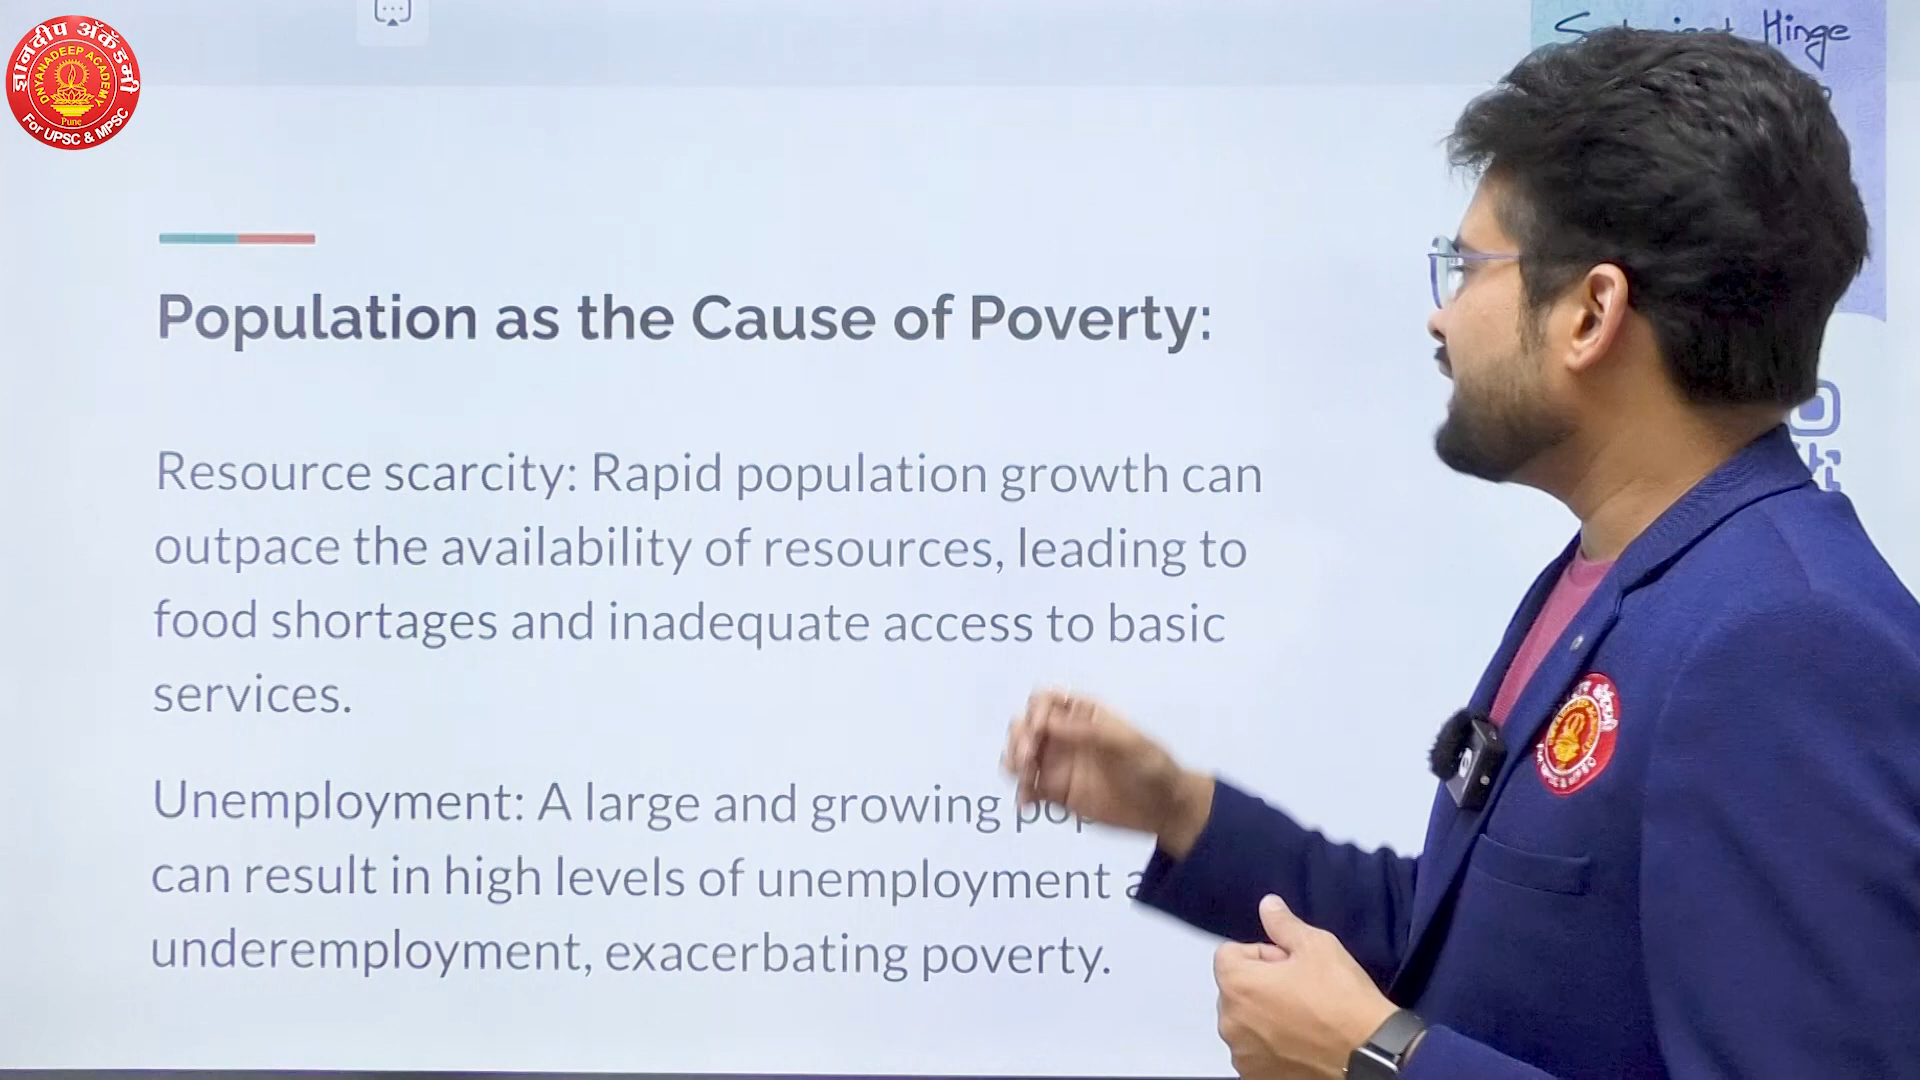 ज्ञानदीप अ‍ॅकॅडमी
DNYANADEEP ACADEMY
Pune
For UPSC & MPSC
Hinge
Population as the Cause of Poverty:
Resource scarcity: Rapid population growth can
outpace the availability of resources, leading to
food shortages and inadequate access to basic
services.
Unemployment: A large and growing
can result in high levels of unemployment
underemployment, exacerbating poverty.